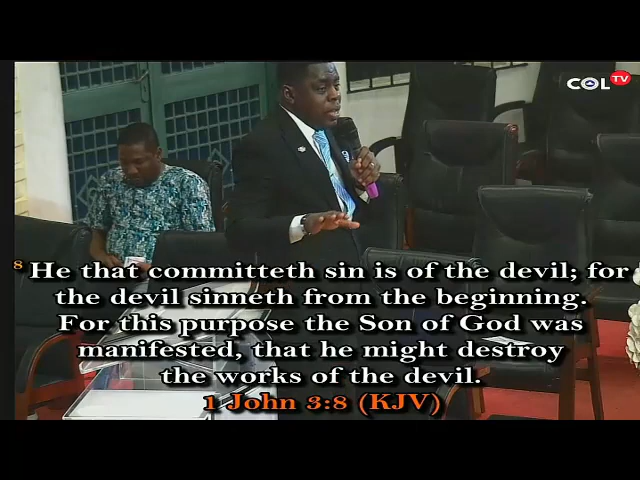 COL TV
8 He that committeth sin is of the devil; for
the devil sinneth from the beginning.
For this purpose the Son of God was
manifested, that he might destroy
the works of the devil.
1 John 3:8 (KJV)